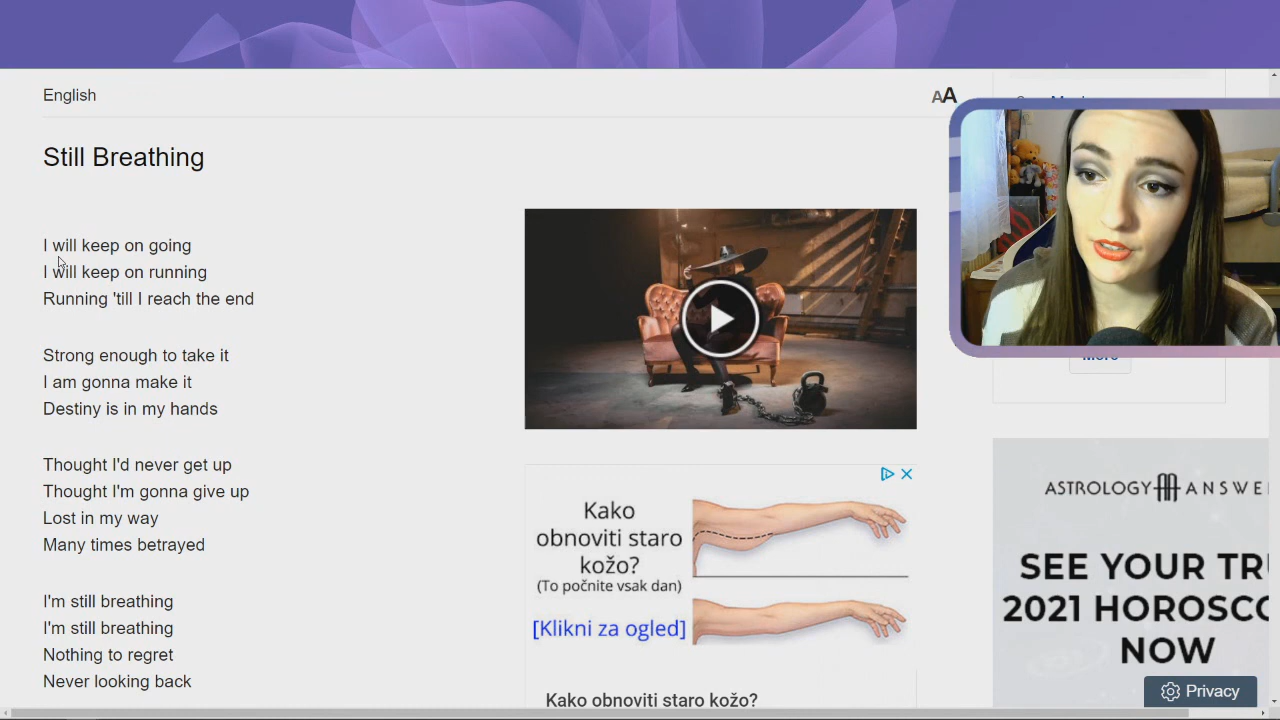 English
AA
Still Breathing
I will keep on going
I will keep on running
Running 'till I reach the end
Strong enough to take it
I am gonna make it
Destiny is in my hands
Thought I'd never get up
Thought I'm gonna give up
Lost in my way
Many times betrayed
I'm still breathing
I'm still breathing
Nothing to regret
Never looking back
Kako
obnoviti staro
kožo?
(To počnite vsak dan)
[Klikni za ogled]
Kako obnoviti staro kožo?
More
ASTROLOGY ANSWE
SEE YOUR TR
2021 HOROSC
NOW
Privacy